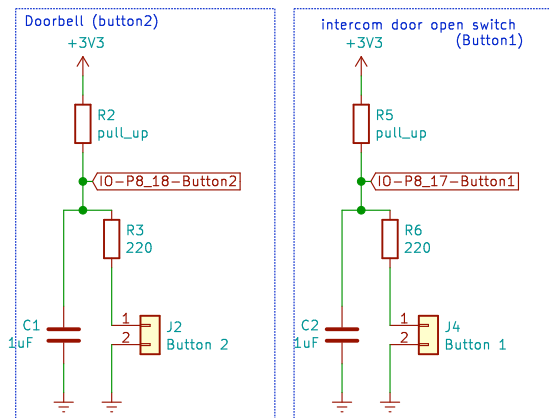 Doorbell (button2)
+3V3
R2
pull_up
IO-P8_18-Button2
R3
220
C1
1uF
1
2
J2
Button 2
intercom door open switch
(Button1)
+3V3
R5
pull_up
IO-P8_17-Button1
R6
220
C2
1uF
1
2
J4
Button 1